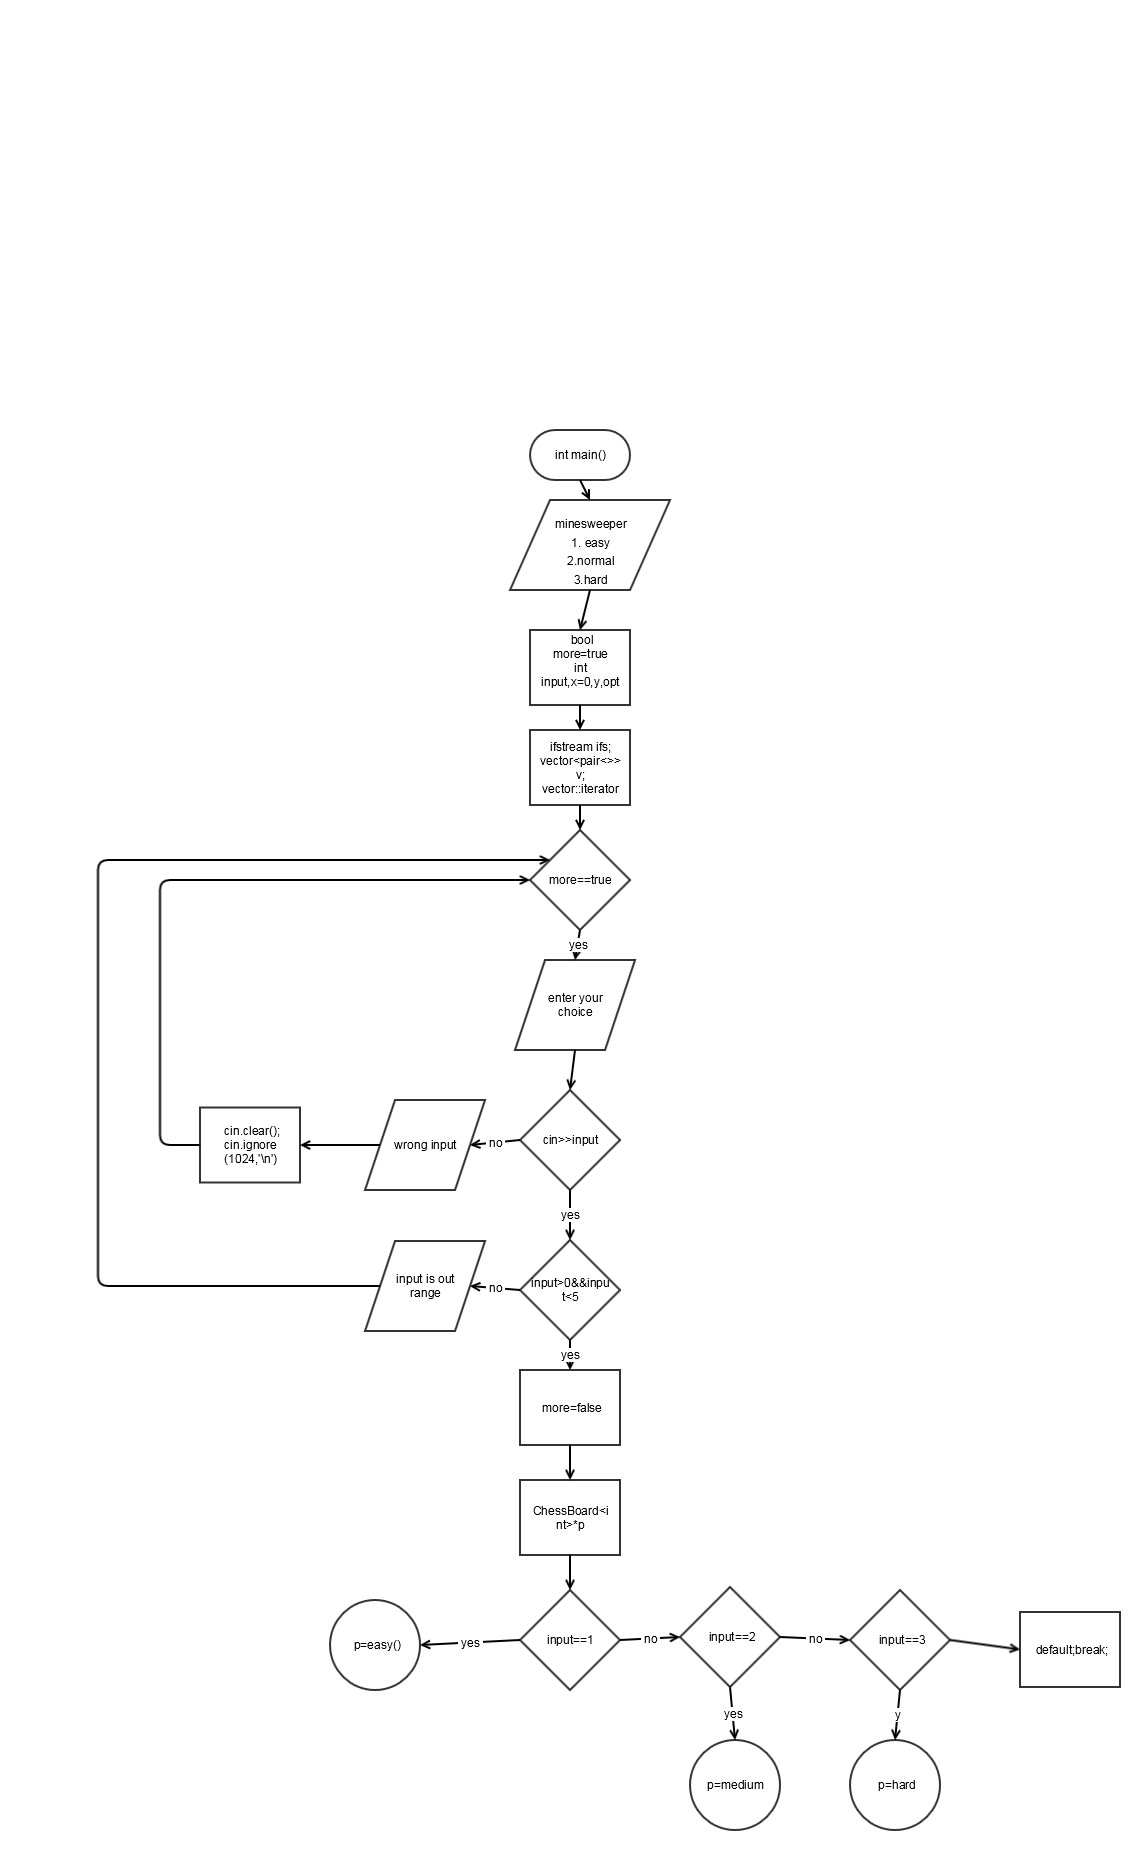 int main()
minesweeper
1. easy
2.normal
3.hard
bool
more=true
int
input,x=0,y,opt
ifstream ifs;
vector<pair<>>
v;
vector::iterator
more==true
yes
enter your
choice
cin>>input
no
wrong input
cin.clear();
cin.ignore
(1024,'\n')
yes
input>0&&inpu
t<5
no
input is out
range
yes
more=false
ChessBoard<i
nt>*p
input==1
yes
p=easy()
no
input==2
yes
p=medium
no
input==3
y
p=hard
default;break;